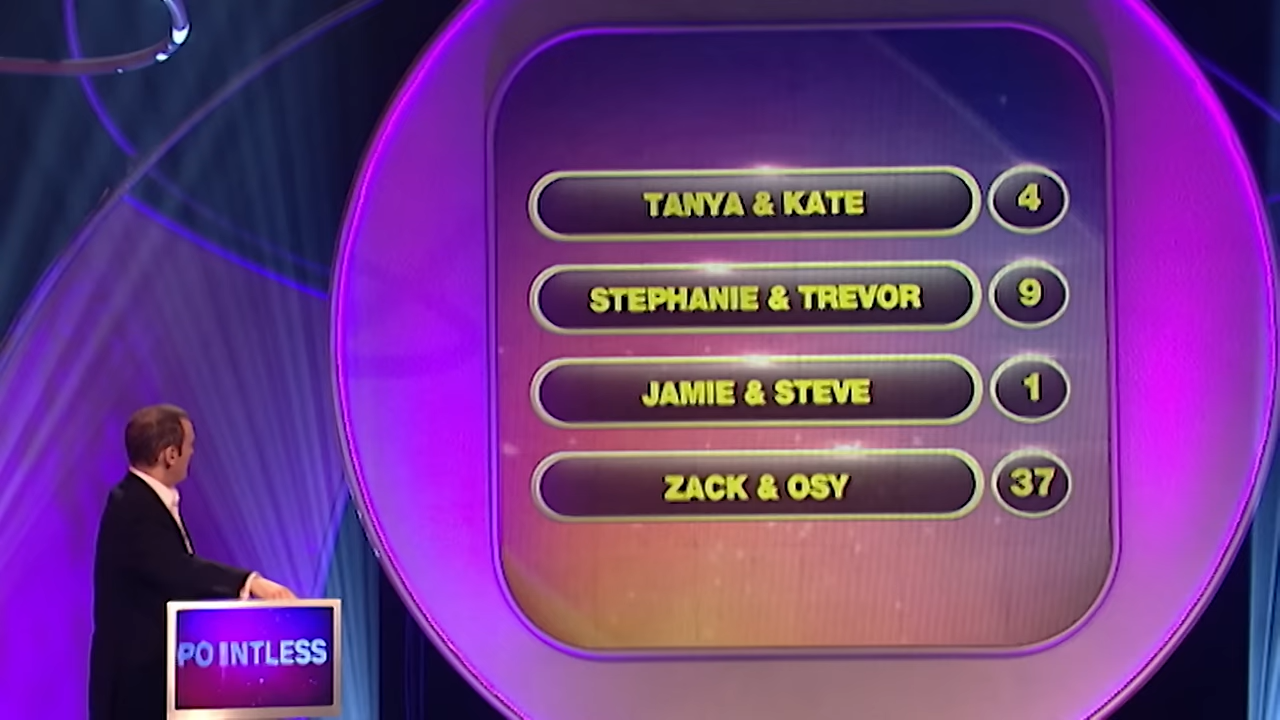 TANYA & KATE 4
STEPHANIE & TREVOR 9
JAMIE & STEVE 1
ZACK & OSY 37
POINTLESS